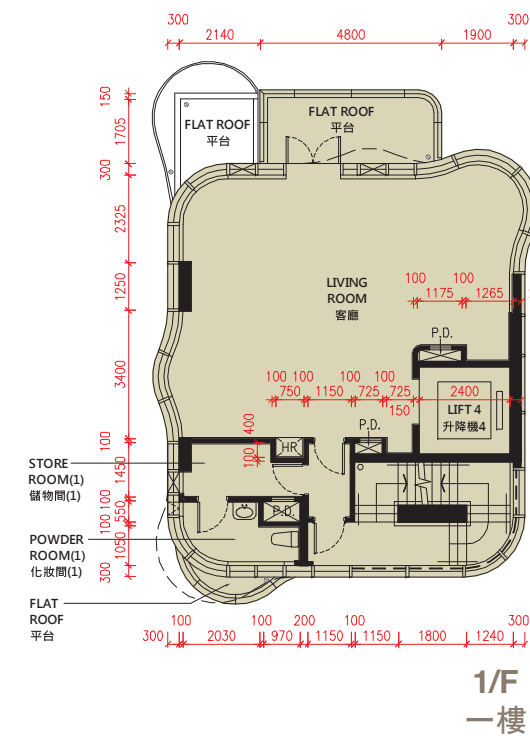 300 300
2140 4800 1900
150
1705
300
2325
1250
3400
100
1450
100
550
100
1050
300
FLAT ROOF
平台
FLAT ROOF
平台
LIVING
ROOM
客廳
100 100
1175 1265
P.D.
100 100 100 100
750 1150 725 725 2400
150
LIFT 4
升降機4
P.D.
400
100
HR
P.D.
STORE
ROOM(1)
儲物間(1)
POWDER
ROOM(1)
化妝間(1)
FLAT
ROOF
平台
100 100 200 100 300
300 2030 970 1150 1150 1800 1240
1/F
一樓